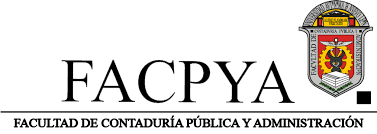 FACPYA
FACULTAD DE CONTADURÍA PÚBLICA Y ADMINISTRACIÓN